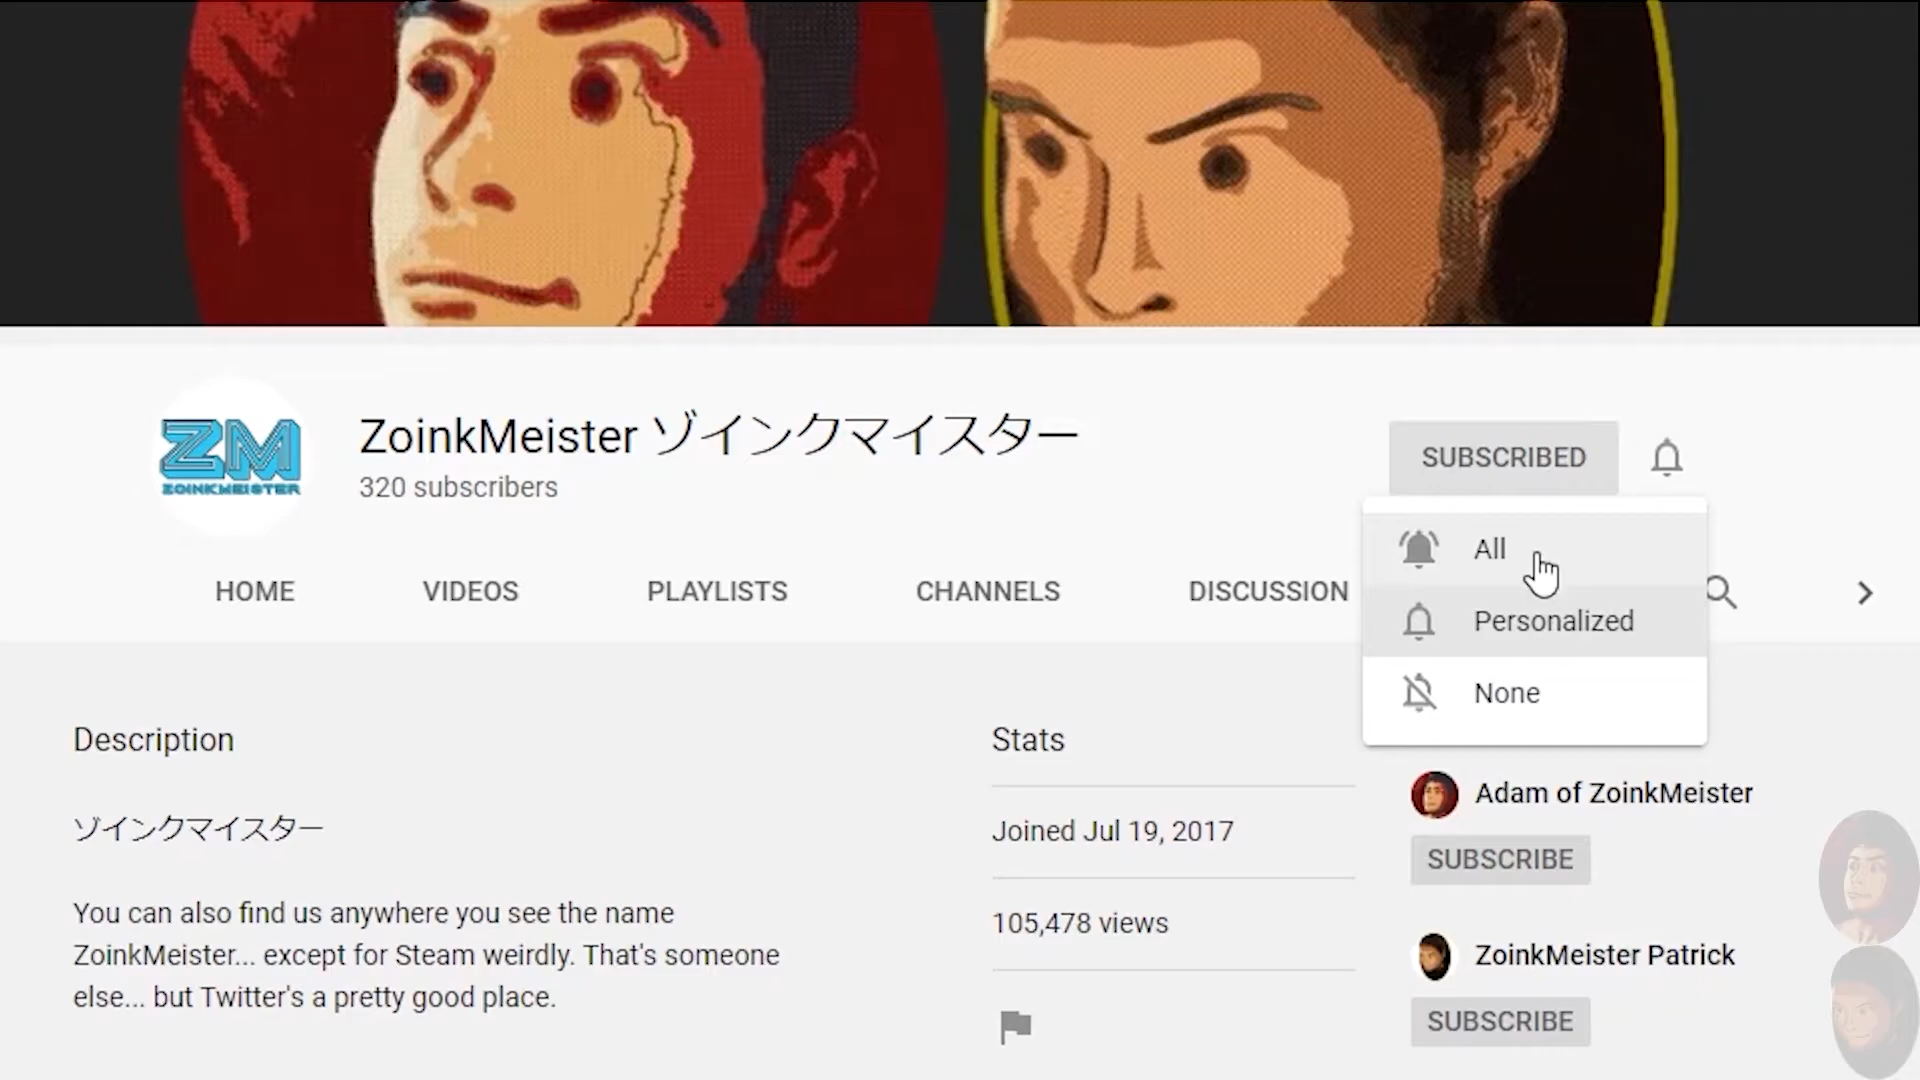 ZM
ZOINKMEISTER
ZoinkMeister ゾインクマイスター
320 subscribers
SUBSCRIBED
All
Personalized
None
HOME
VIDEOS
PLAYLISTS
CHANNELS
DISCUSSION
Description
ゾインクマイスター
You can also find us anywhere you see the name
ZoinkMeister... except for Steam weirdly. That's someone
else... but Twitter's a pretty good place.
Stats
Joined Jul 19, 2017
105,478 views
Adam of ZoinkMeister
SUBSCRIBE
ZoinkMeister Patrick
SUBSCRIBE